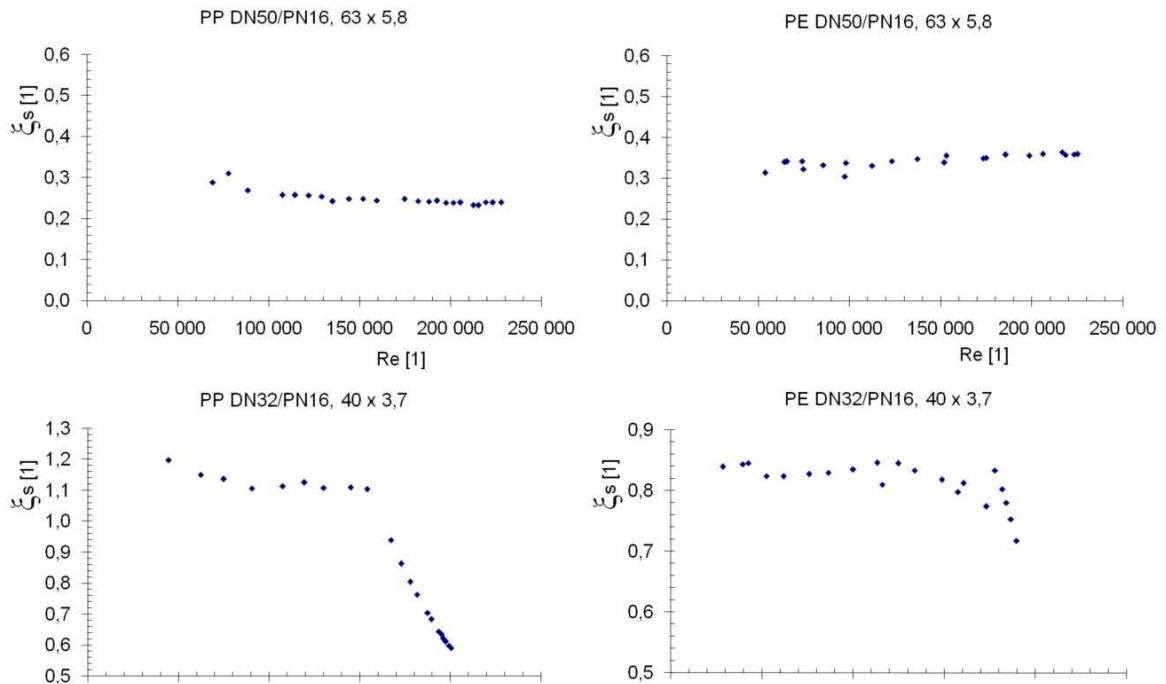 PP DN50/PN16, 63 x 5,8
ξs [1]
0,6
0,5
0,4
0,3
0,2
0,1
0,0
0 50 000 100 000 150 000 200 000 250 000
Re [1]
PE DN50/PN16, 63 x 5,8
ξs [1]
0,6
0,5
0,4
0,3
0,2
0,1
0,0
0 50 000 100 000 150 000 200 000 250 000
Re [1]
PP DN32/PN16, 40 x 3,7
ξs [1]
1,3
1,2
1,1
1,0
0,9
0,8
0,7
0,6
0,5
PE DN32/PN16, 40 x 3,7
ξs [1]
0,9
0,8
0,7
0,6
0,5